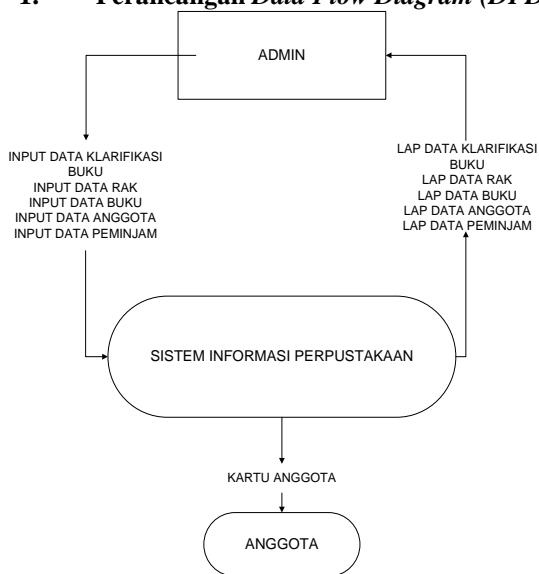 1. Perancangan Data Flow Diagram (DFD
ADMIN
INPUT DATA KLARIFIKASI
BUKU
INPUT DATA RAK
INPUT DATA BUKU
INPUT DATA ANGGOTA
INPUT DATA PEMINJAM
LAP DATA KLARIFIKASI
BUKU
LAP DATA RAK
LAP DATA BUKU
LAP DATA ANGGOTA
LAP DATA PEMINJAM
SISTEM INFORMASI PERPUSTAKAAN
KARTU ANGGOTA
ANGGOTA